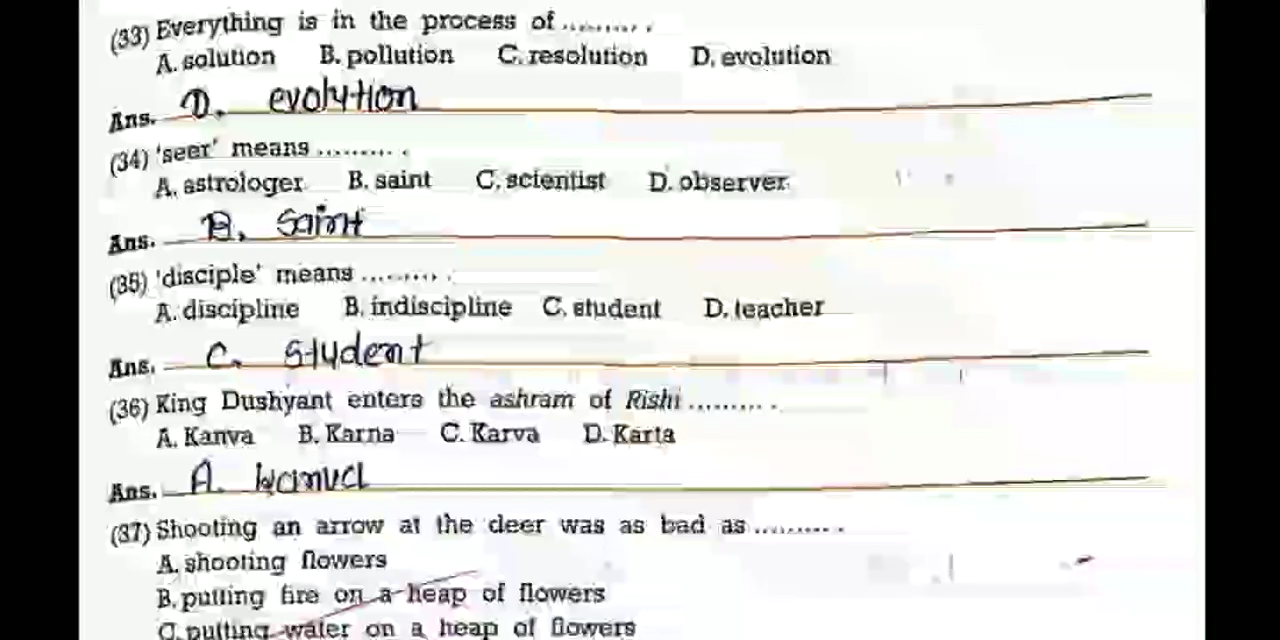 (33) Everything is in the process of ..........
A. solution B. pollution C. resolution D. evolution
Ans. D. evolution
(34) 'seer' means ..........
A. astrologer B. saint C. scientist D. observer
Ans. B. saint
(35) 'disciple' means ..........
A. discipline B. indiscipline C. student D. teacher
Ans. C. student
(36) King Dushyant enters the ashram of Rishi ..........
A. Kanva B. Karna C. Karva D. Karta
Ans. A. kanva
(37) Shooting an arrow at the deer was as bad as ..........
A. shooting flowers
B. putting fire on a heap of flowers
C. putting water on a heap of flowers